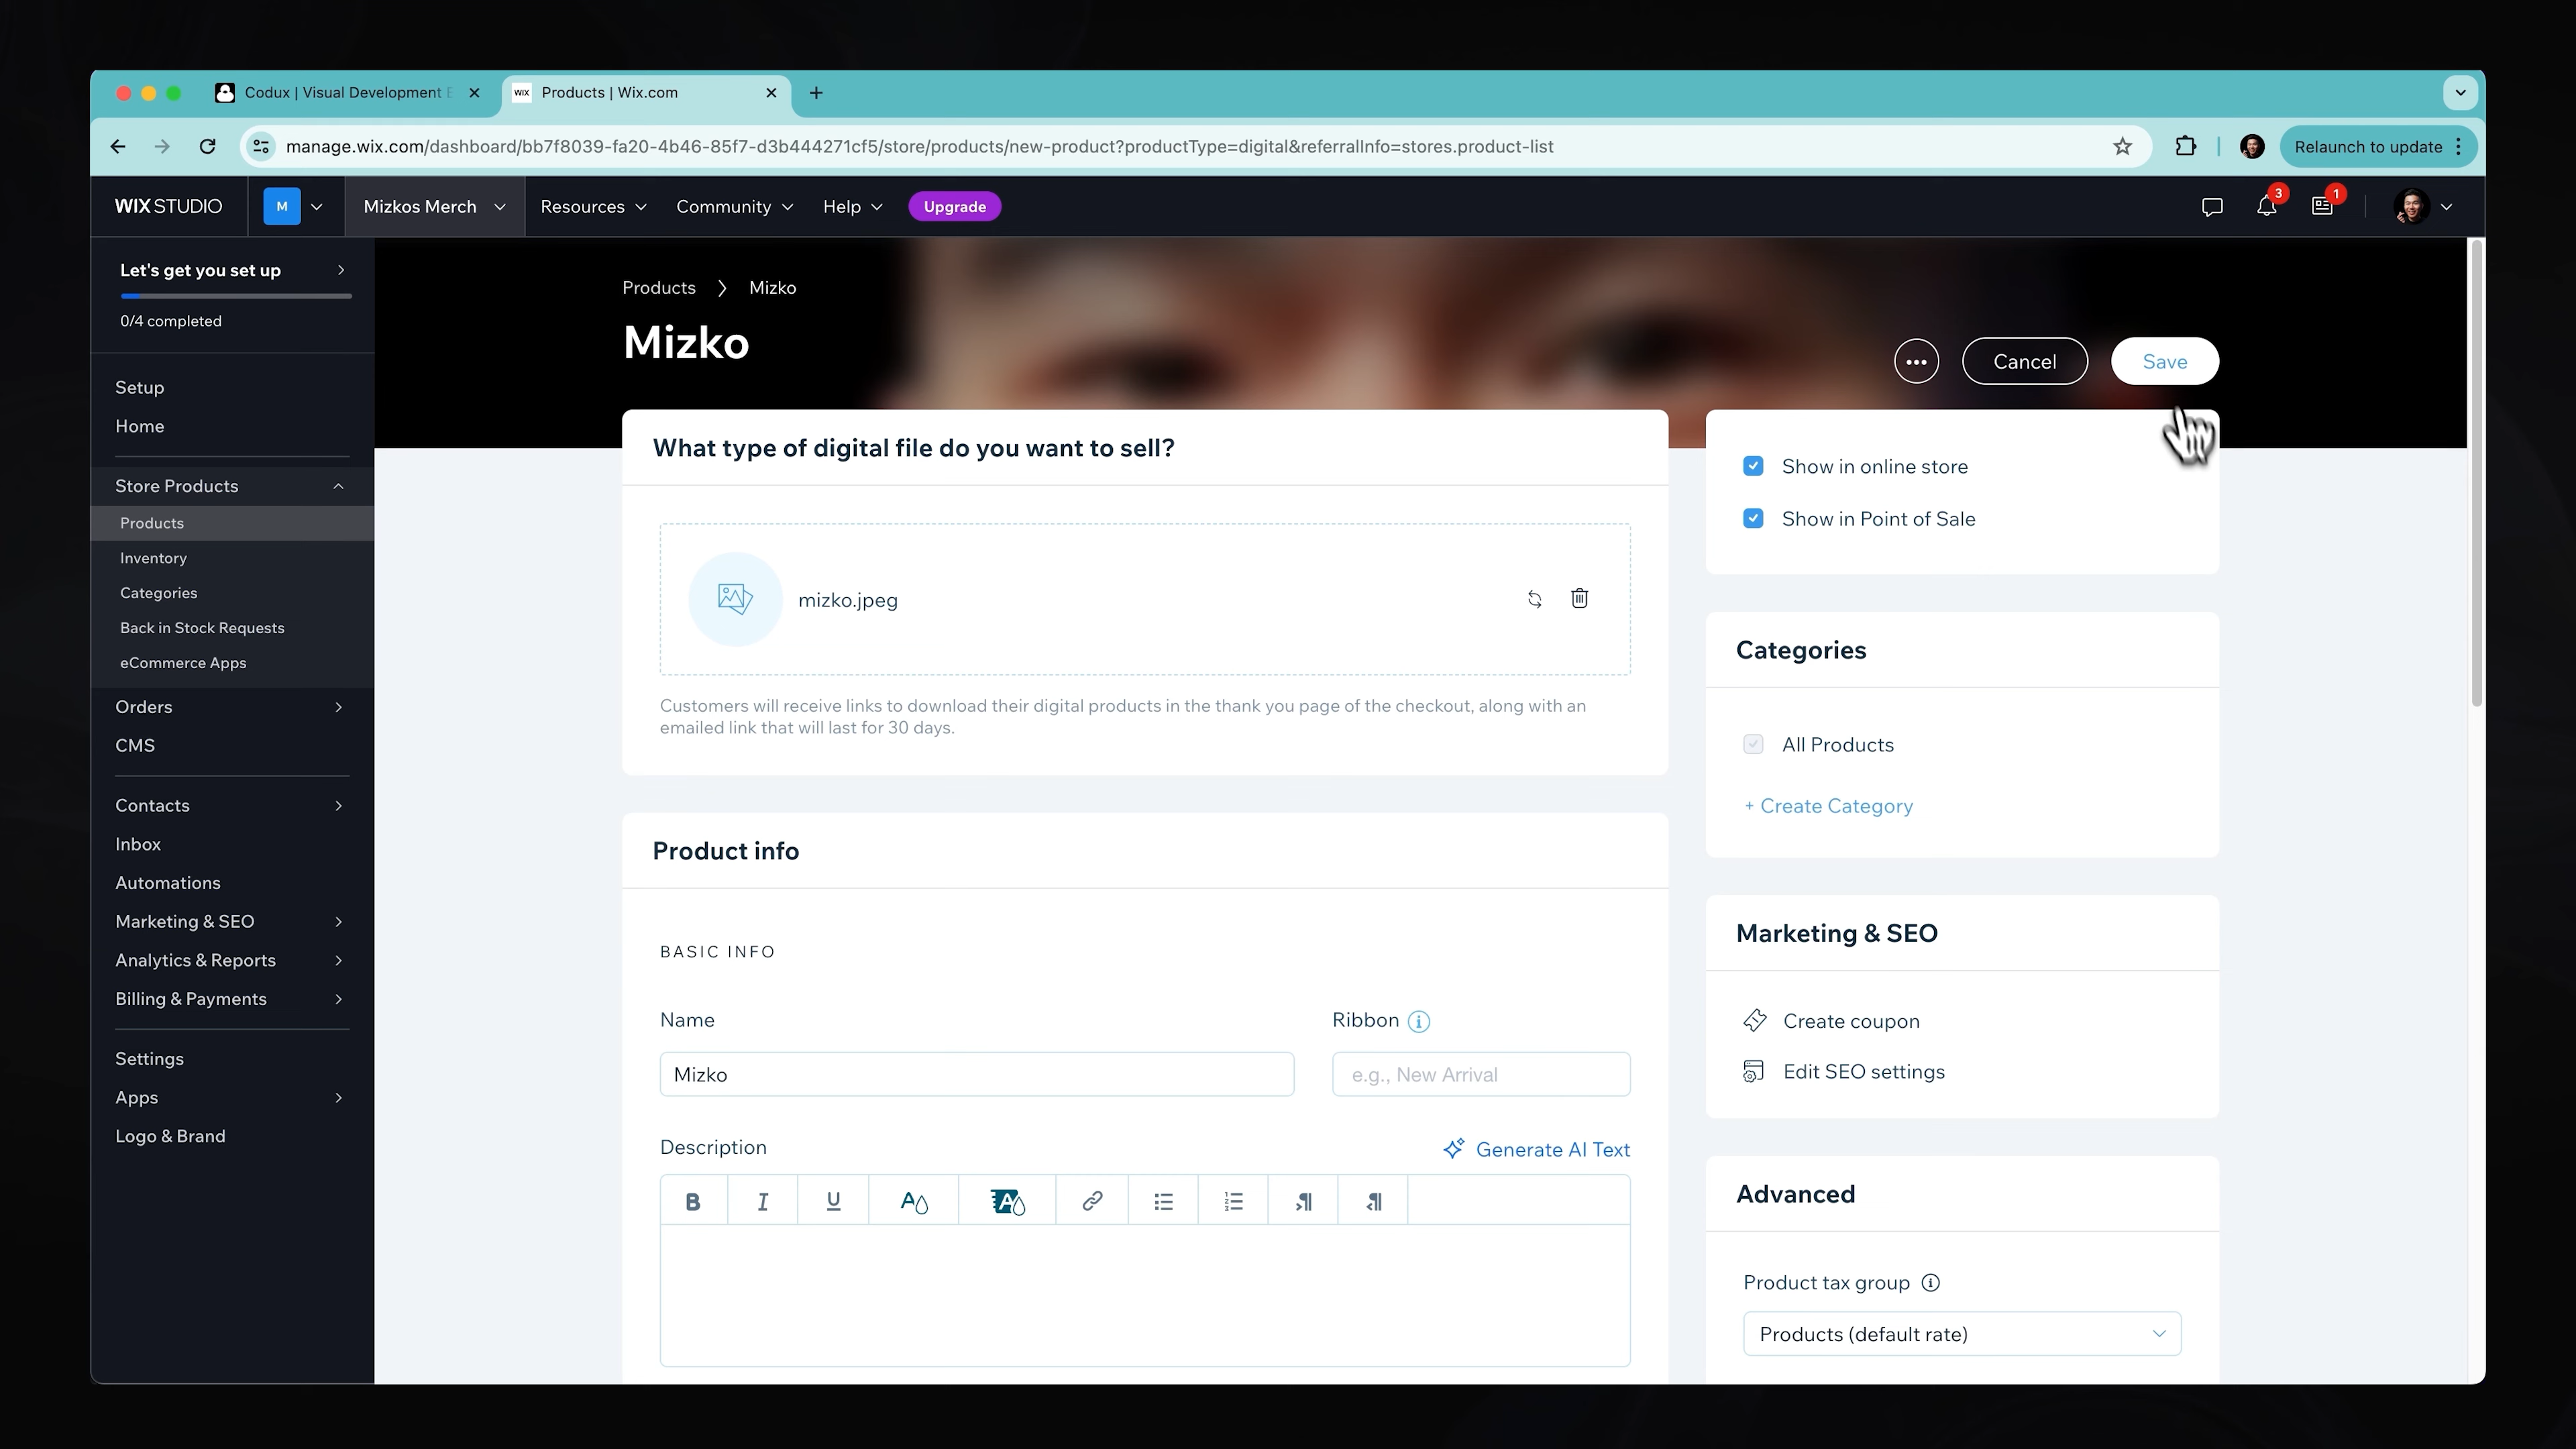 Codux | Visual Development E
WIX
Products | Wix.com
manage.wix.com/dashboard/bb7f8039-fa20-4b46-85f7-d3b444271cf5/store/products/new-product?productType=digital&referralInfo=stores.product-list
Relaunch to update
WIX STUDIO
M
Mizkos Merch
Resources
Community
Help
Upgrade
3
1
Let's get you set up
0/4 completed
Setup
Home
Store Products
Products
Inventory
Categories
Back in Stock Requests
eCommerce Apps
Orders
CMS
Contacts
Inbox
Automations
Marketing & SEO
Analytics & Reports
Billing & Payments
Settings
Apps
Logo & Brand
Products
Mizko
Mizko
Cancel
Save
What type of digital file do you want to sell?
mizko.jpeg
Customers will receive links to download their digital products in the thank you page of the checkout, along with an
emailed link that will last for 30 days.
Product info
BASIC INFO
Name
Ribbon
Mizko
e.g., New Arrival
Description
Generate AI Text
B I U A A
Show in online store
Show in Point of Sale
Categories
All Products
+ Create Category
Marketing & SEO
Create coupon
Edit SEO settings
Advanced
Product tax group
Products (default rate)